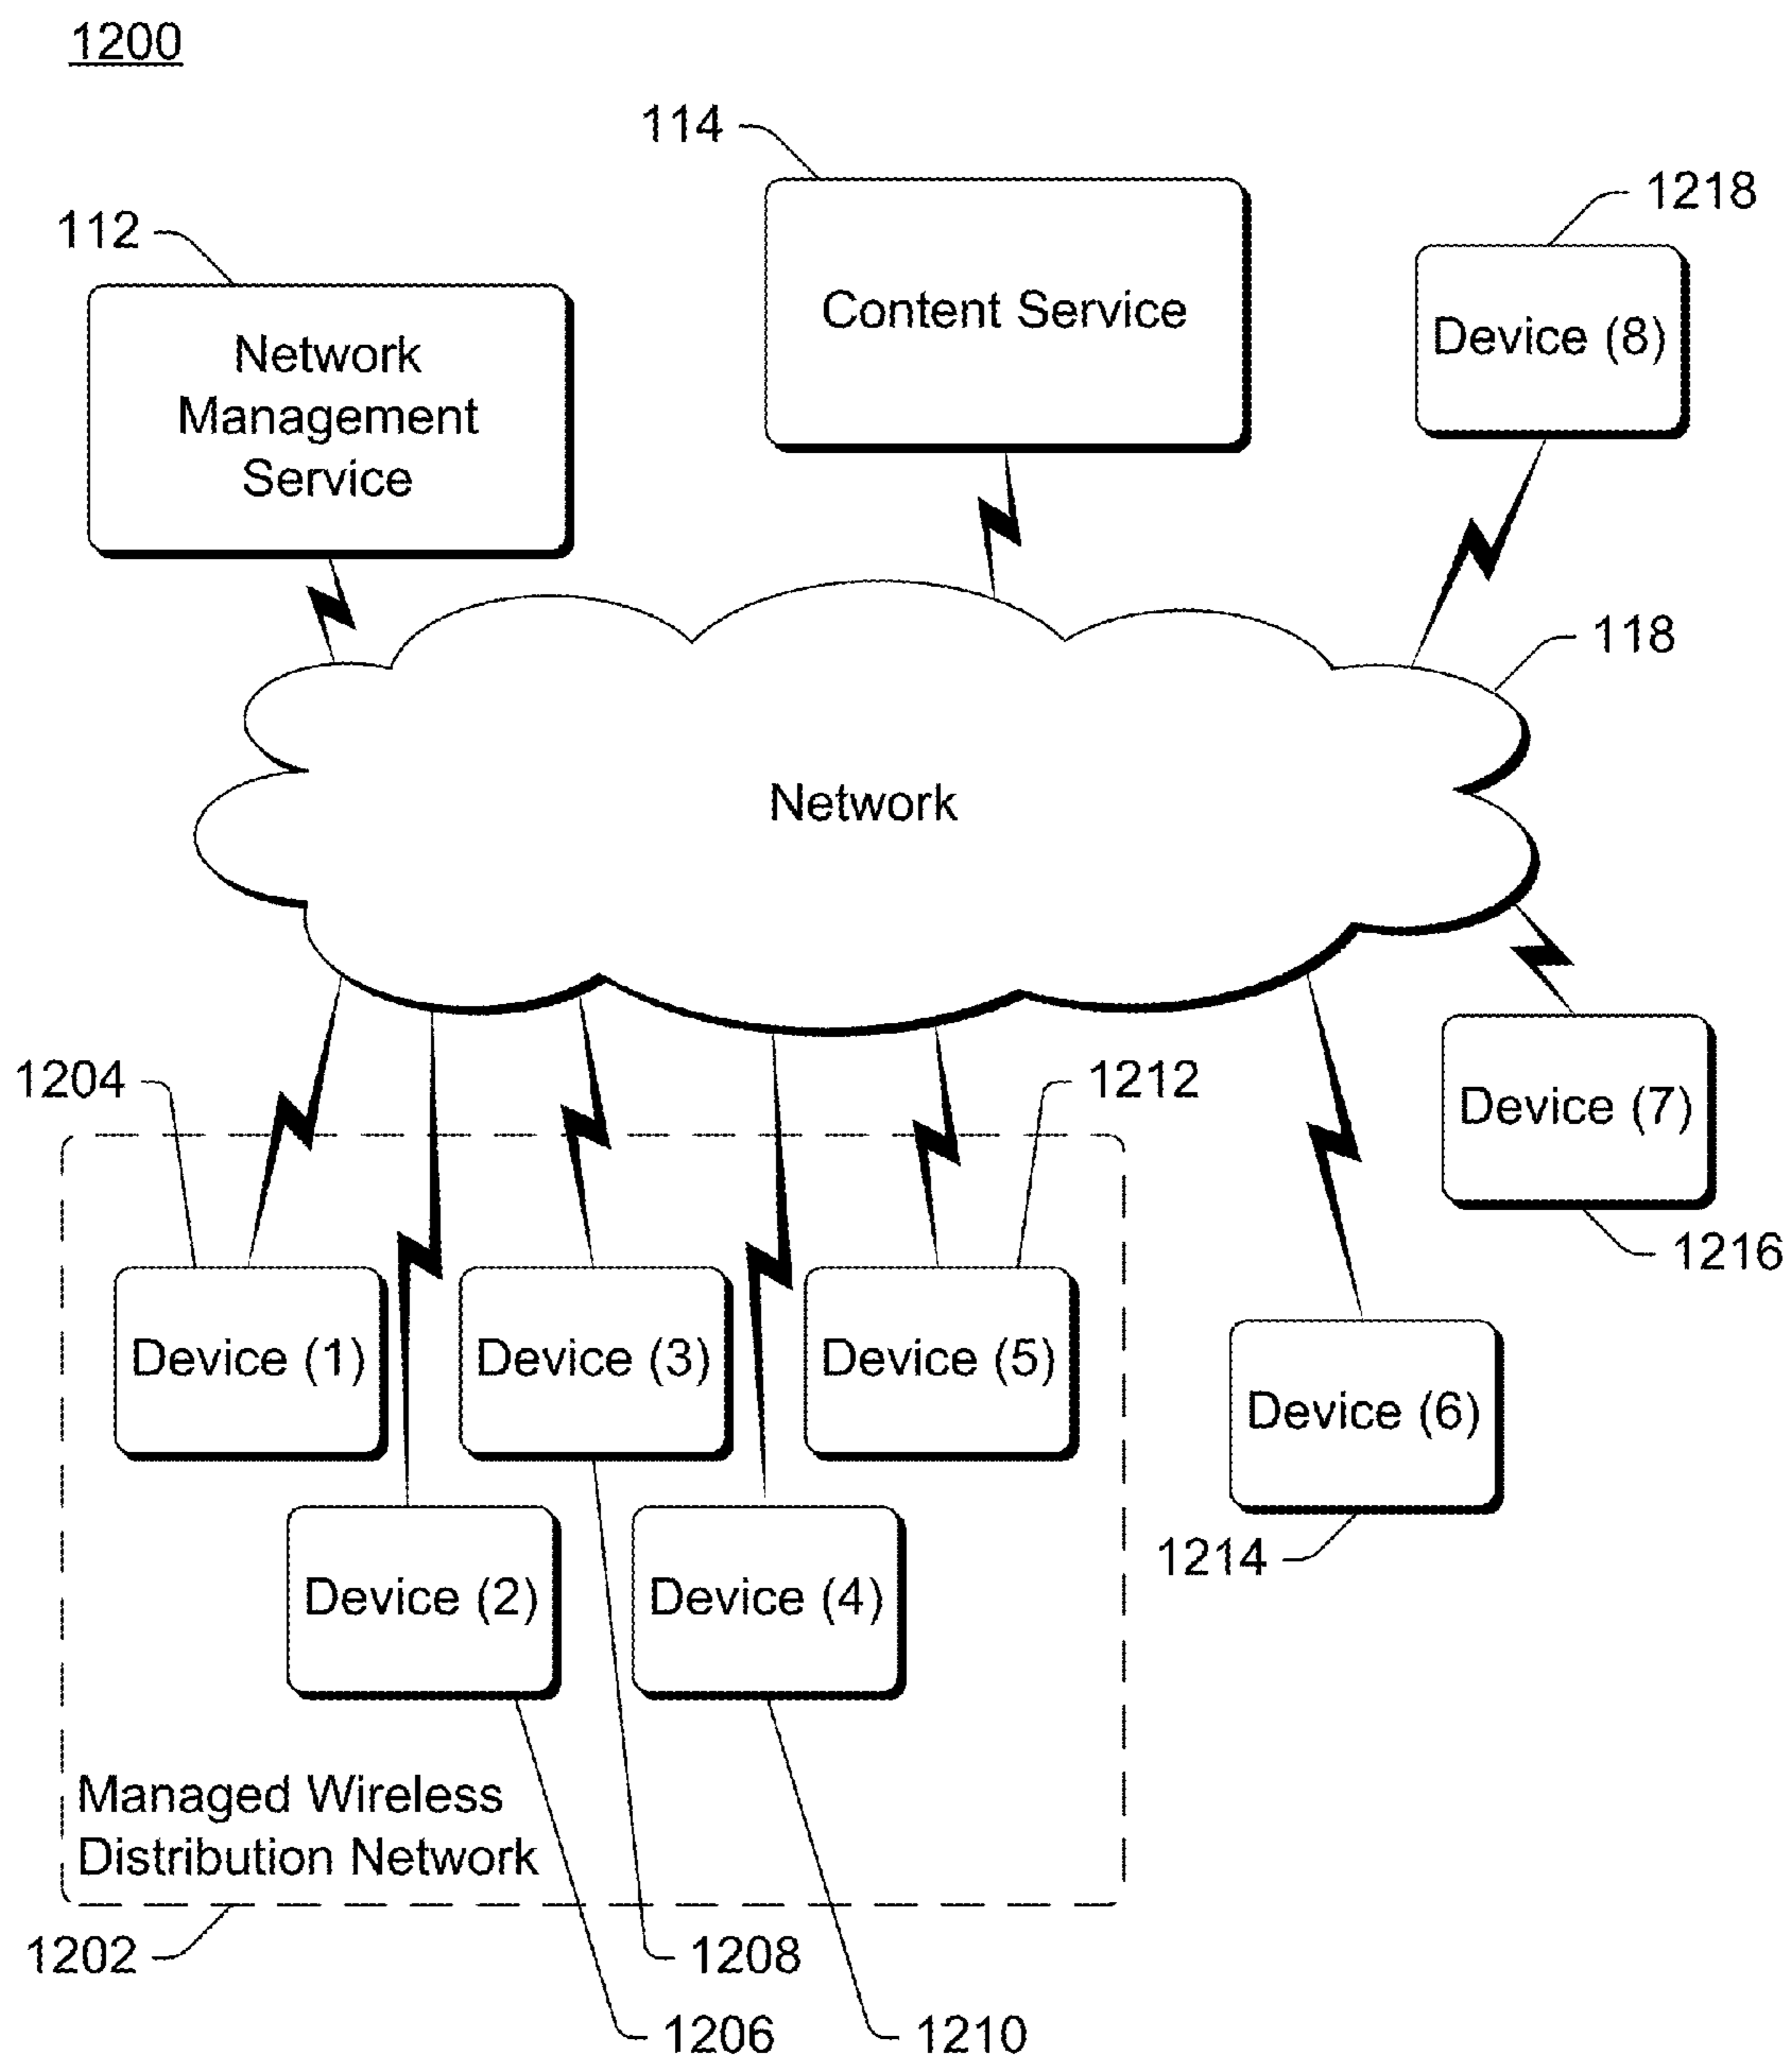 1200
114
1218
112
Content Service
Device (8)
Network
Management
Service
118
Network
1204
1212
Device (7)
1216
Device (1)
Device (3)
Device (5)
Device (6)
1214
Device (2)
Device (4)
Managed Wireless
Distribution Network
1202
1208
1206
1210